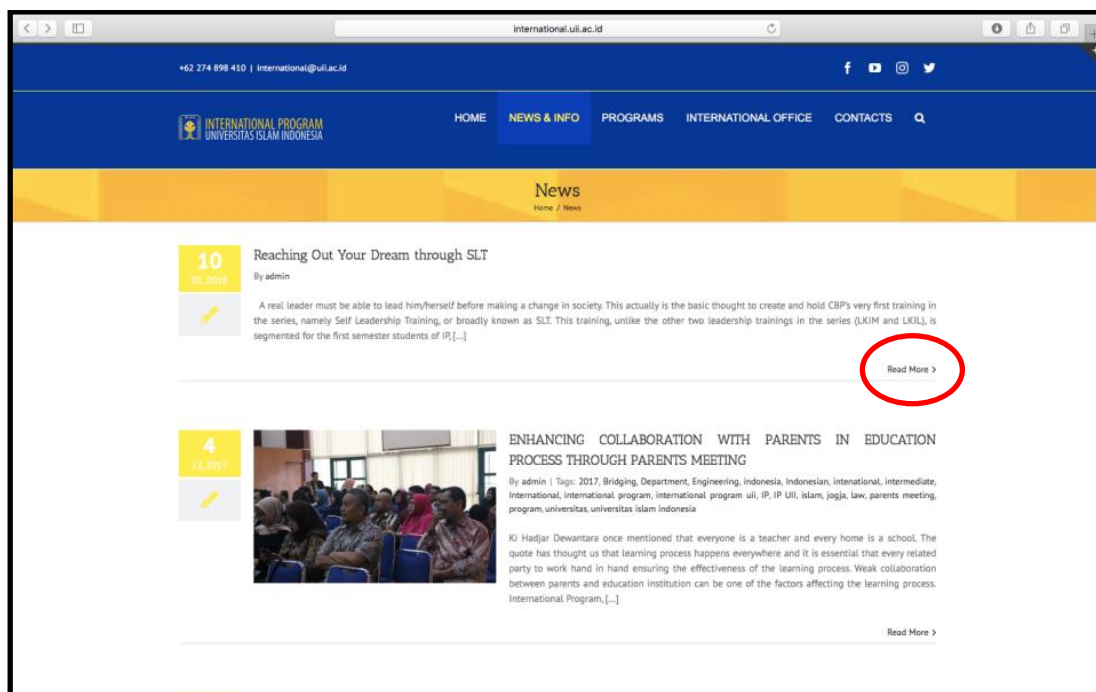 international.uii.ac.id
+62 274 898 410 | international@uii.ac.id
INTERNATIONAL PROGRAM
UNIVERSITAS ISLAM INDONESIA
HOME NEWS & INFO PROGRAMS INTERNATIONAL OFFICE CONTACTS
News
Home / News
10
01, 2018
Reaching Out Your Dream through SLT
By admin
A real leader must be able to lead him/herself before making a change in society. This actually is the basic thought to create and hold CBP's very first training in
the series, namely Self Leadership Training, or broadly known as SLT. This training, unlike the other two leadership trainings in the series (LKIM and LKIL), is
segmented for the first semester students of IP, [...]
Read More >
4
12, 2017
ENHANCING COLLABORATION WITH PARENTS IN EDUCATION
PROCESS THROUGH PARENTS MEETING
By admin | Tags: 2017, Bridging, Department, Engineering, indonesia, Indonesian, intenational, intermediate,
International, international program, international program uii, IP, IP UII, islam, jogja, law, parents meeting,
program, universitas, universitas islam indonesia
Ki Hadjar Dewantara once mentioned that everyone is a teacher and every home is a school. The
quote has thought us that learning process happens everywhere and it is essential that every related
party to work hand in hand ensuring the effectiveness of the learning process. Weak collaboration
between parents and education institution can be one of the factors affecting the learning process.
International Program, [...]
Read More >